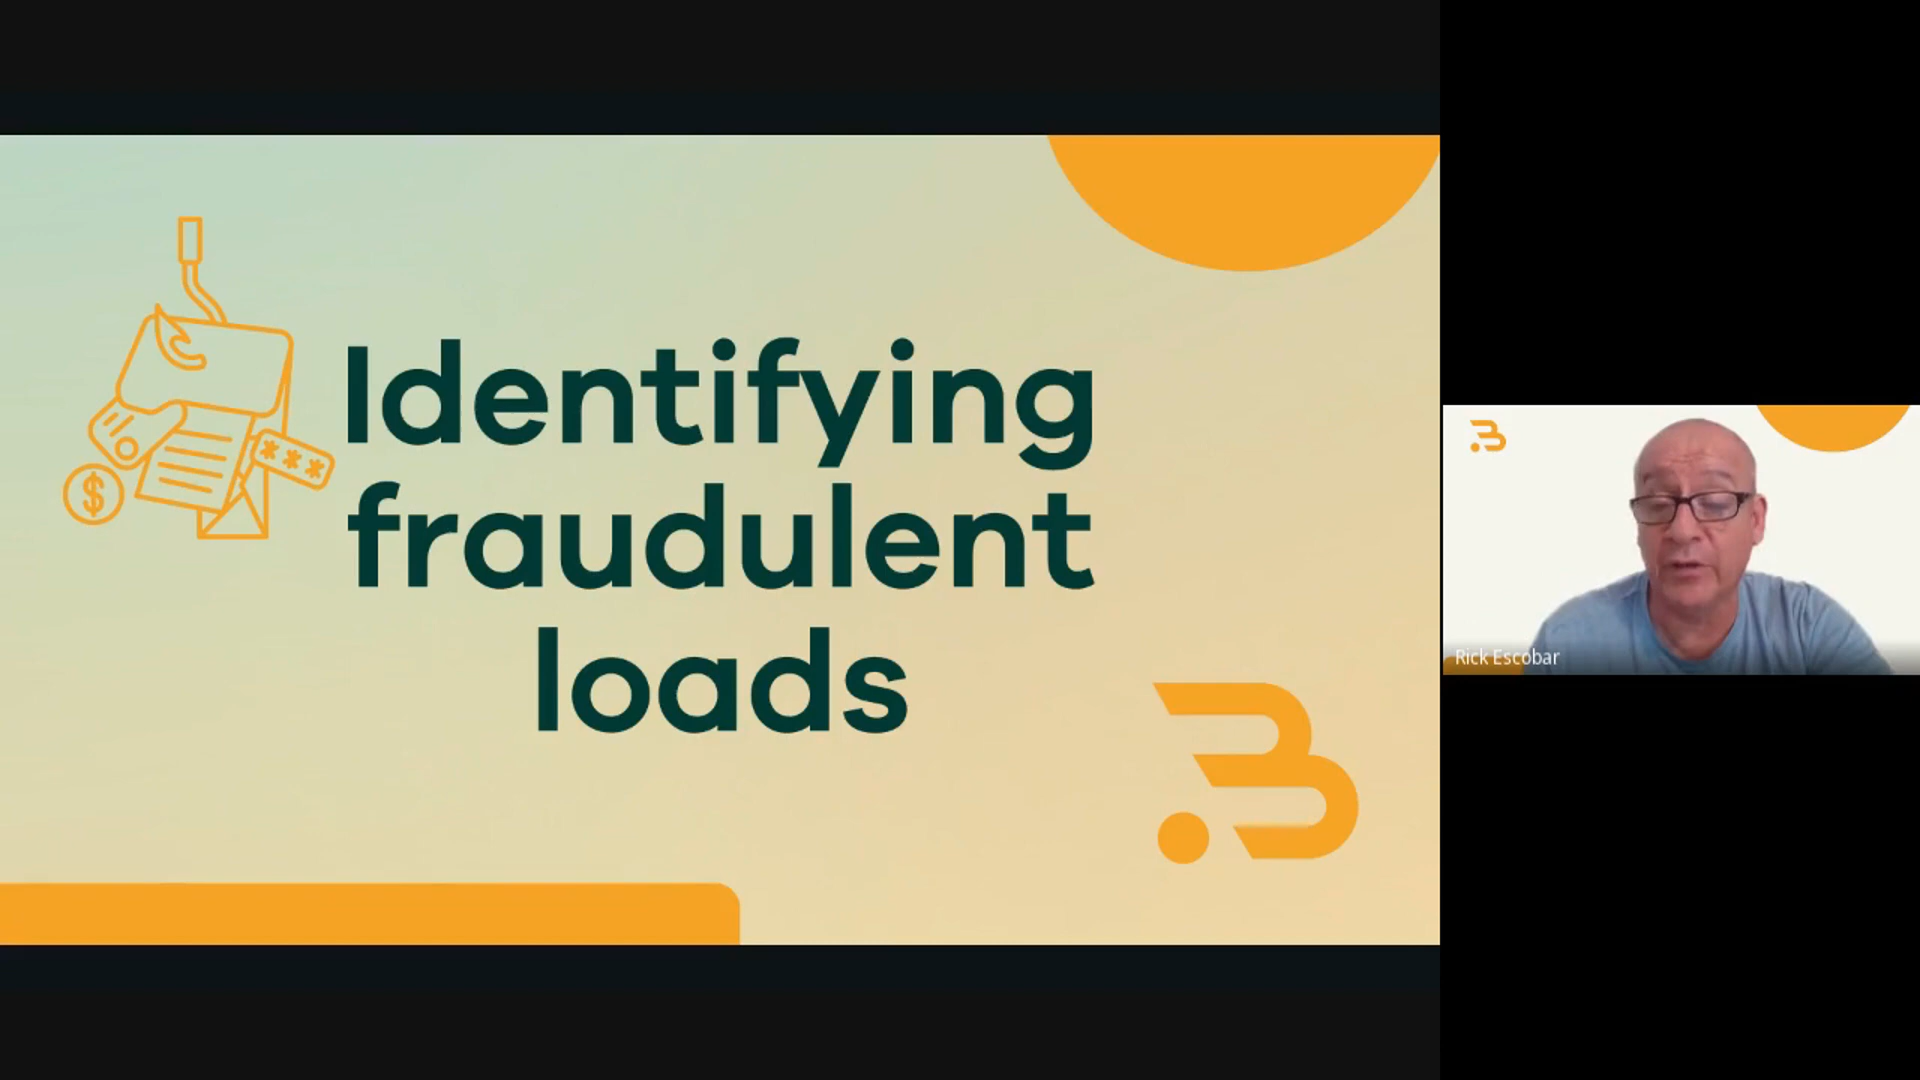 Identifying
fraudulent
loads
$
***
Rick Escobar